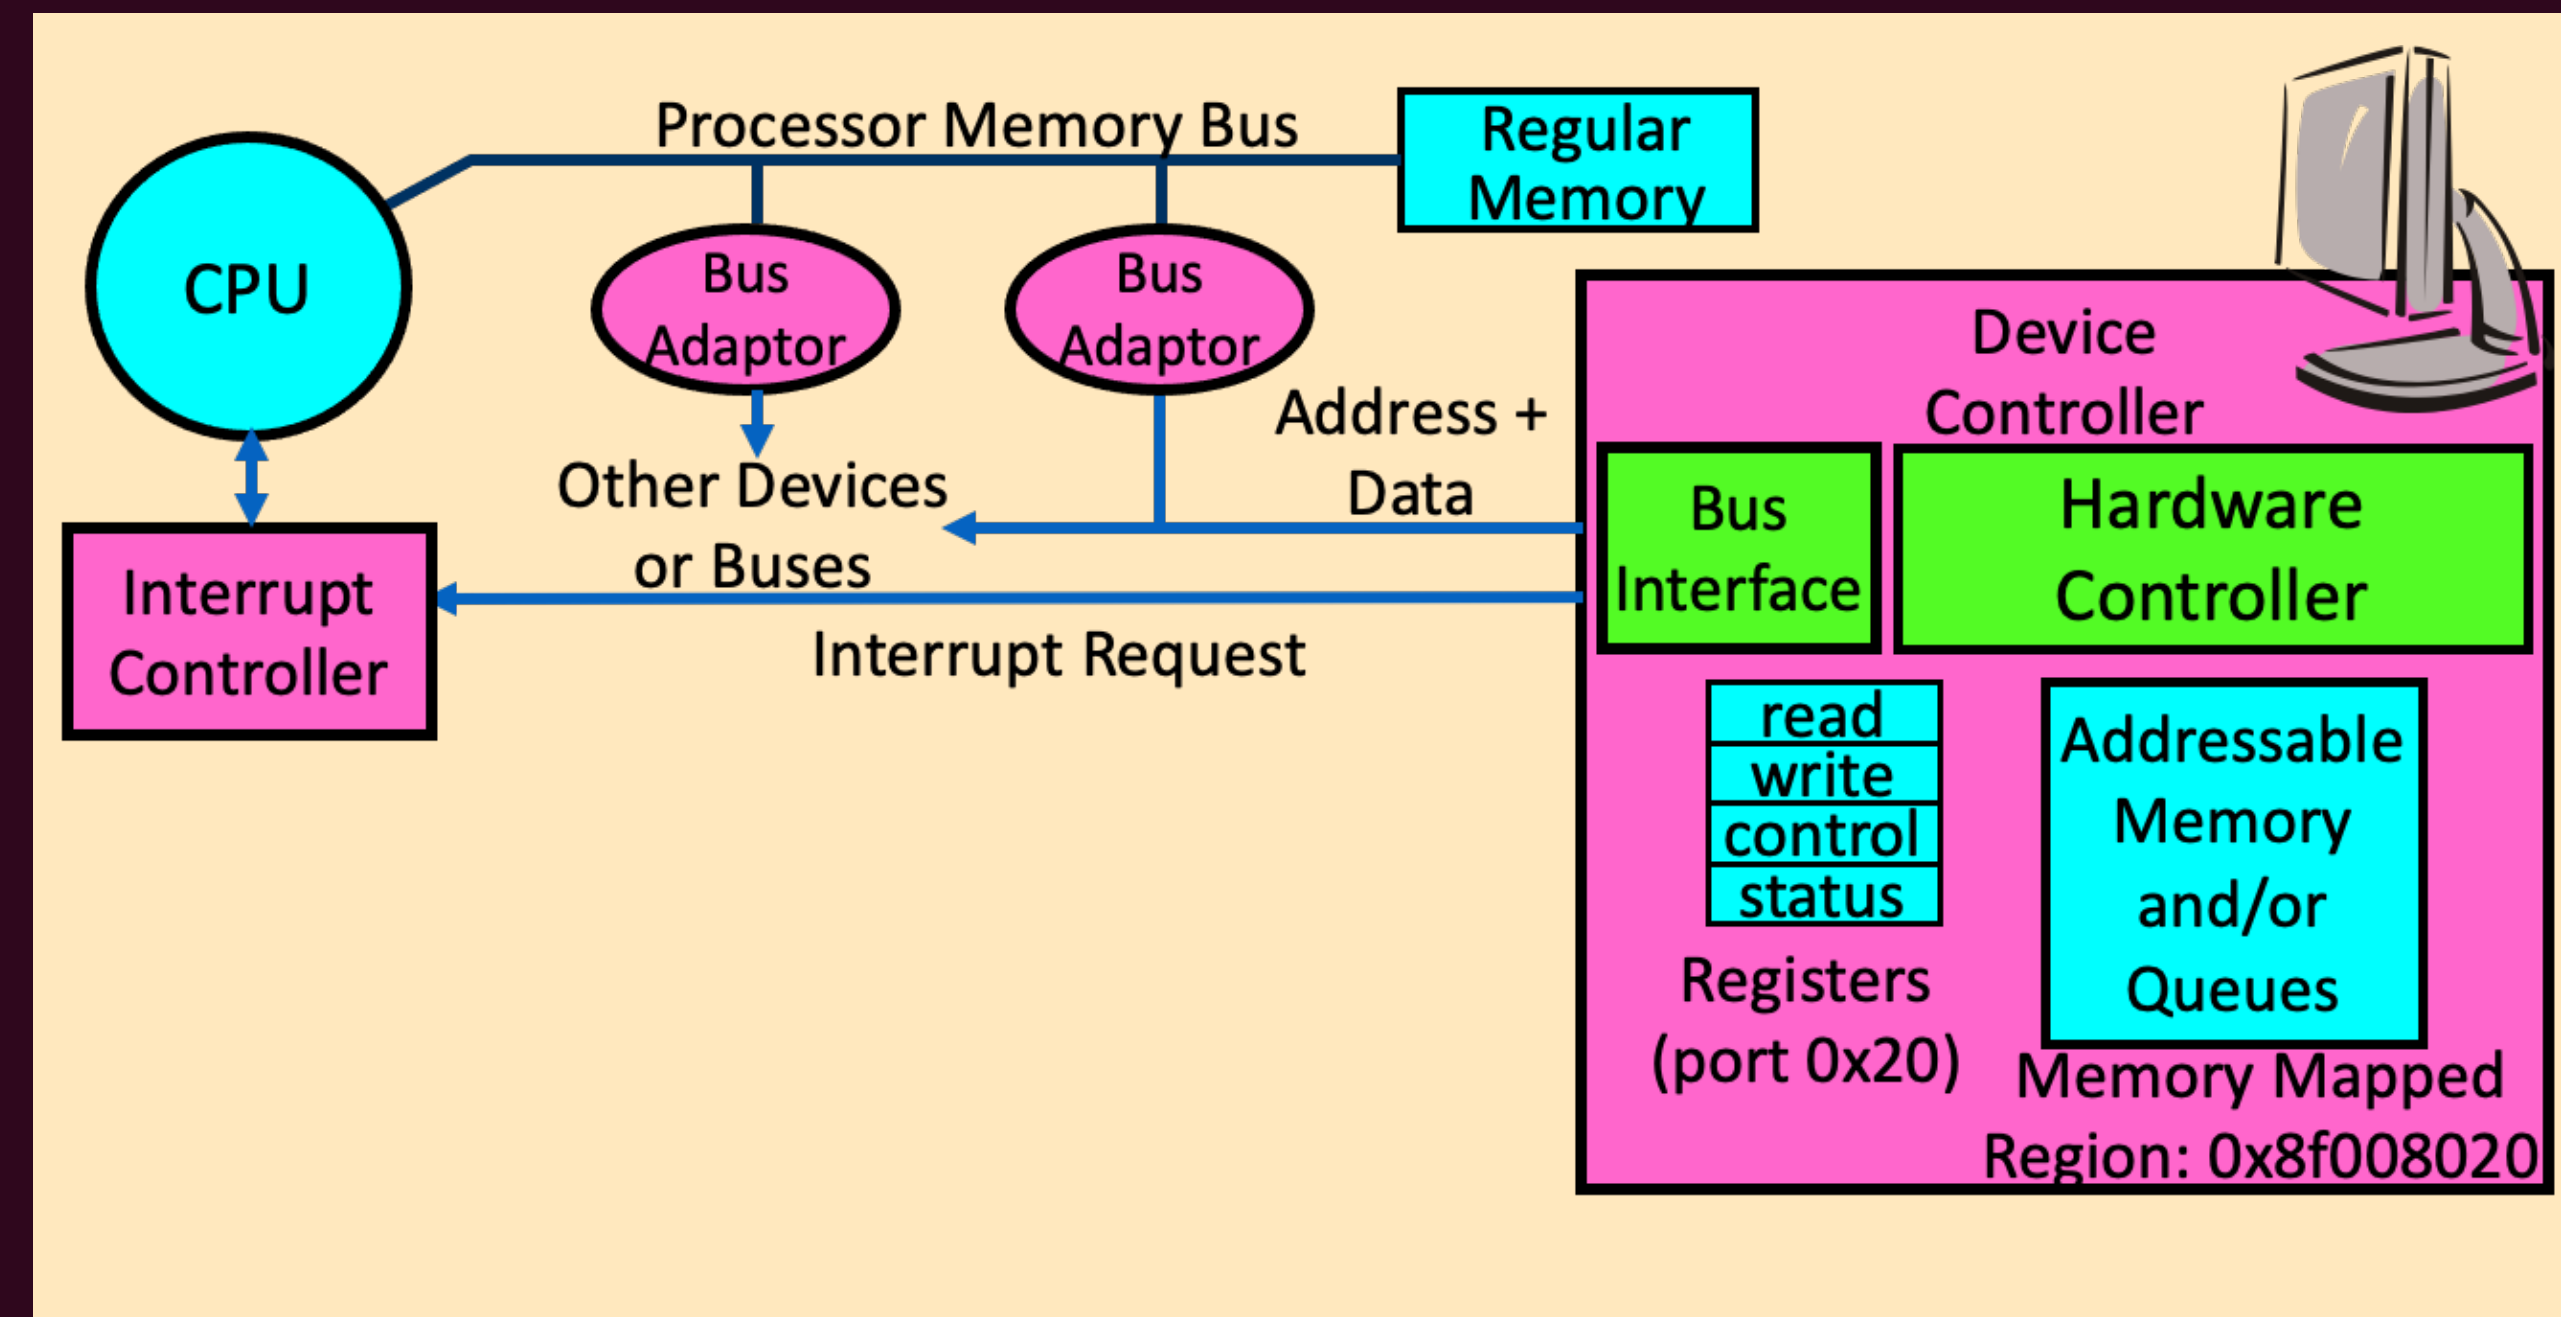 Processor Memory Bus
Regular
Memory
CPU
Bus
Adaptor
Bus
Adaptor
Address +
Data
Other Devices
or Buses
Interrupt
Controller
Interrupt Request
Device
Controller
Bus
Interface
Hardware
Controller
read
write
control
status
Registers
(port 0x20)
Addressable
Memory
and/or
Queues
Memory Mapped
Region: 0x8f008020